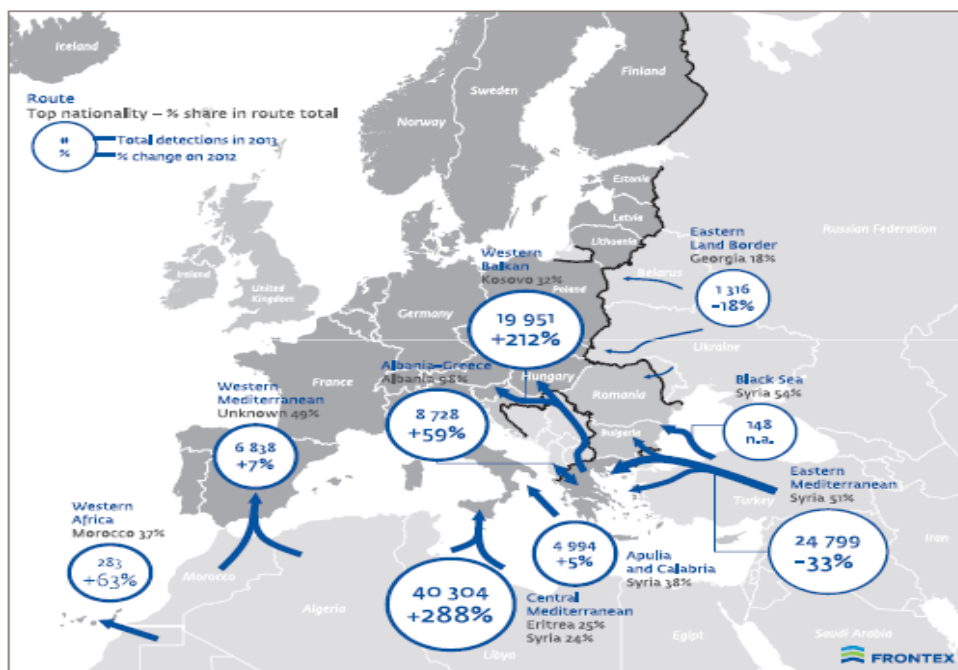 Iceland
Finland
Sweden
Norway
Route
Top nationality – % share in route total
#
%
Total detections in 2013
% change on 2012
Estonia
Latvia
Lithuania
Russian Federation
Eastern
Land Border
Georgia 18%
1 316
-18%
Belarus
Western
Balkan
Kosovo 32%
Poland
19 951
+212%
Ireland
United
Kingdom
Germany
Ukraine
France
Albania–Greece
Albania 98%
8 728
+59%
Hungary
Romania
Western
Mediterranean
Unknown 49%
6 838
+7%
Black Sea
Syria 54%
148
n.a.
Bulgaria
Eastern
Mediterranean
Syria 51%
24 799
-33%
Turkey
Iran
Western
Africa
Morocco 37%
283
+63%
Morocco
Algeria
4 994
+5%
Apulia
and Calabria
Syria 38%
40 304
+288%
Central
Mediterranean
Eritrea 25%
Syria 24%
Libya
Egypt
Saudi Arabia
FRONTEX